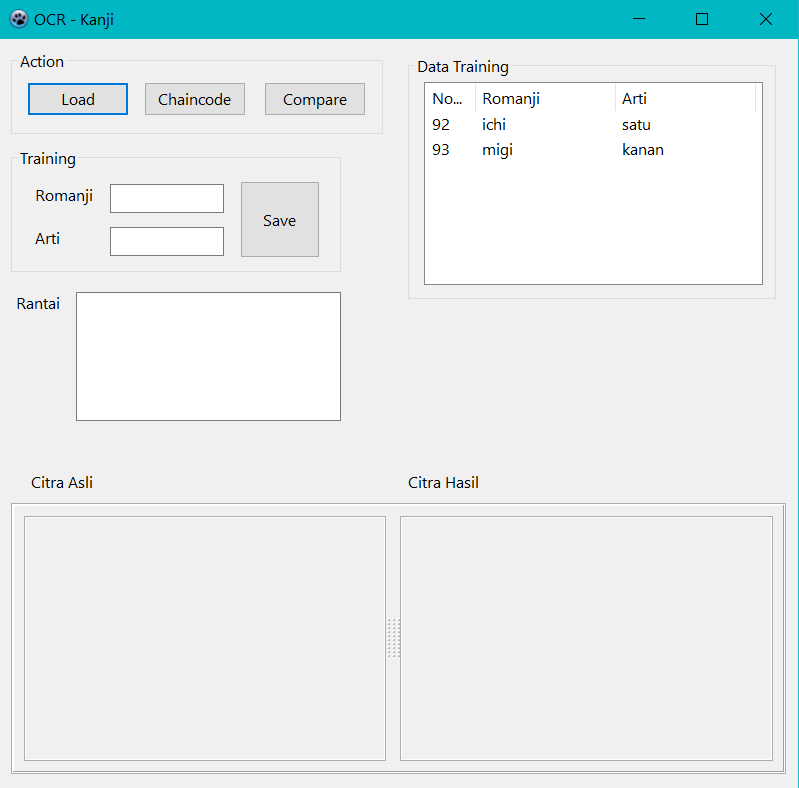 OCR - Kanji
Action
Load Chaincode Compare
Training
Romanji
Arti
Save
Rantai
Data Training
No... Romanji Arti
92 ichi satu
93 migi kanan
Citra Asli
Citra Hasil